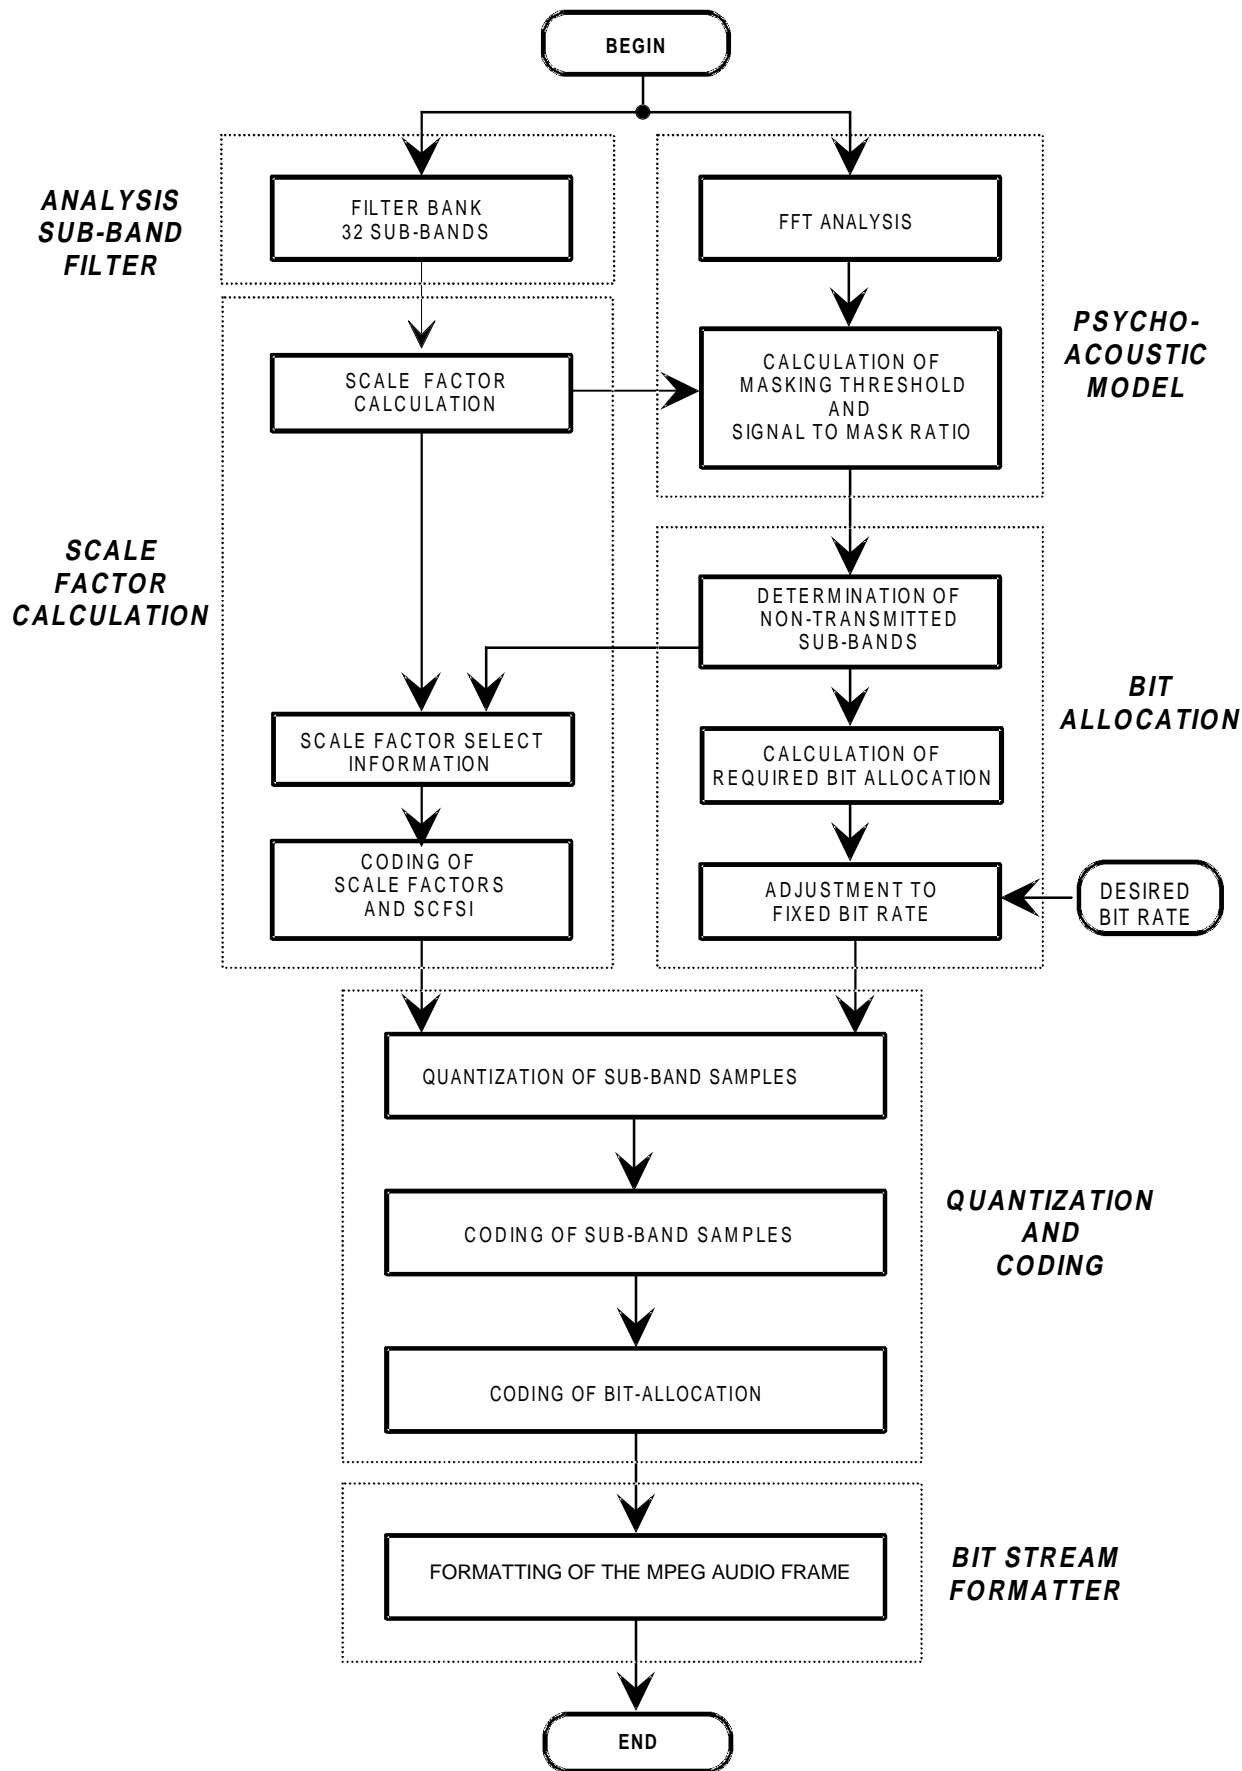 BEGIN
ANALYSIS
SUB-BAND
FILTER
FILTER BANK
32 SUB-BANDS
FFT ANALYSIS
PSYCHO-
ACOUSTIC
MODEL
SCALE FACTOR
CALCULATION
CALCULATION OF
MASKING THRESHOLD
AND
SIGNAL TO MASK RATIO
SCALE
FACTOR
CALCULATION
DETERMINATION OF
NON-TRANSMITTED
SUB-BANDS
BIT
ALLOCATION
SCALE FACTOR SELECT
INFORMATION
CALCULATION OF
REQUIRED BIT ALLOCATION
CODING OF
SCALE FACTORS
AND SCFSI
ADJUSTMENT TO
FIXED BIT RATE
DESIRED
BIT RATE
QUANTIZATION OF SUB-BAND SAMPLES
CODING OF SUB-BAND SAMPLES
QUANTIZATION
AND
CODING
CODING OF BIT-ALLOCATION
FORMATTING OF THE MPEG AUDIO FRAME
BIT STREAM
FORMATTER
END